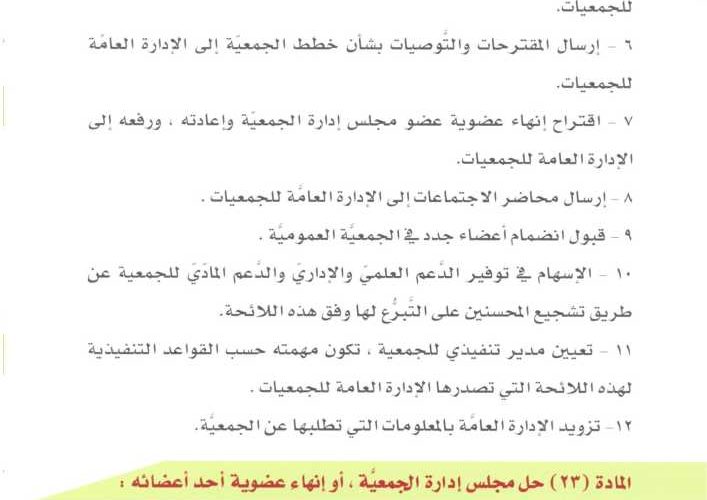 للجمعيات.
٦ - إرسال المقترحات والتَّوصيات بشأن خطط الجمعيَّة إلى الإدارة العامَّة
للجمعيات.
٧ - اقتراح إنهاء عضوية عضو مجلس إدارة الجمعيَّة وإعادته ، ورفعه إلى
الإدارة العامة للجمعيات.
٨ - إرسال محاضر الاجتماعات إلى الإدارة العامَّة للجمعيات .
٩ - قبول انضمام أعضاء جدد في الجمعيَّة العموميَّة .
١٠ - الإسهام في توفير الدَّعم العلميّ والإداريّ والدَّعم المادّيّ للجمعية عن
طريق تشجيع المحسنين على التَّبرُّع لها وفق هذه اللائحة.
١١ - تعيين مدير تنفيذي للجمعية ، تكون مهمته حسب القواعد التنفيذية
لهذه اللائحة التي تصدرها الإدارة العامة للجمعيات .
١٢- تزويد الإدارة العامَّة بالمعلومات التي تطلبها عن الجمعيَّة.
المادة (٢٣) حل مجلس إدارة الجمعيَّة ، أو إنهاء عضوية أحد أعضائه :